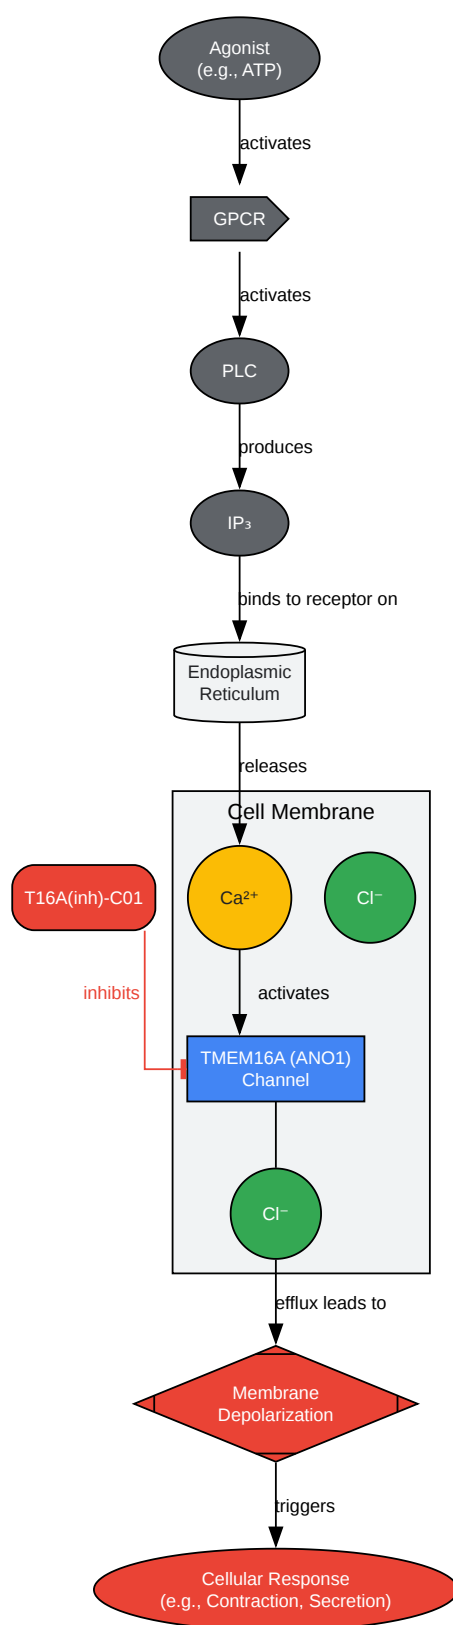 Agonist
(e.g., ATP)
activates
GPCR
activates
PLC
produces
IP₃
binds to receptor on
Endoplasmic
Reticulum
releases
Cell Membrane
T16A(inh)-C01
Ca²⁺
Cl⁻
inhibits
activates
TMEM16A (ANO1)
Channel
Cl⁻
efflux leads to
Membrane
Depolarization
triggers
Cellular Response
(e.g., Contraction, Secretion)